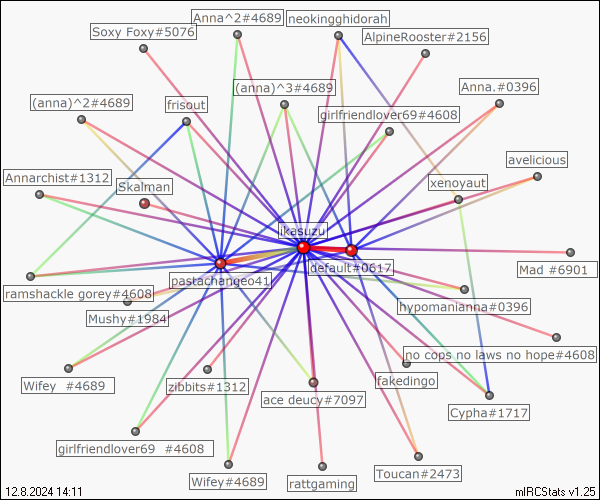 Anna^2#4689
neokingghidorah
Soxy Foxy#5076
AlpineRooster#2156
(anna)^3#4689
Anna.#0396
(anna)^2#4689
frisout
girlfriendlover69#4608
avelicious
Annarchist#1312
Skalman
xenoyaut
ikasuzu
default#0617
Mad #6901
pastachangeo41
ramshackle gorey#4608
hypomanianna#0396
Mushy#1984
no cops no laws no hope#4608
Wifey #4689
zibbits#1312
fakedingo
ace deucy#7097
Cypha#1717
girlfriendlover69 #4608
Wifey#4689
rattgaming
Toucan#2473
12.8.2024 14:11
mIRCStats v1.25